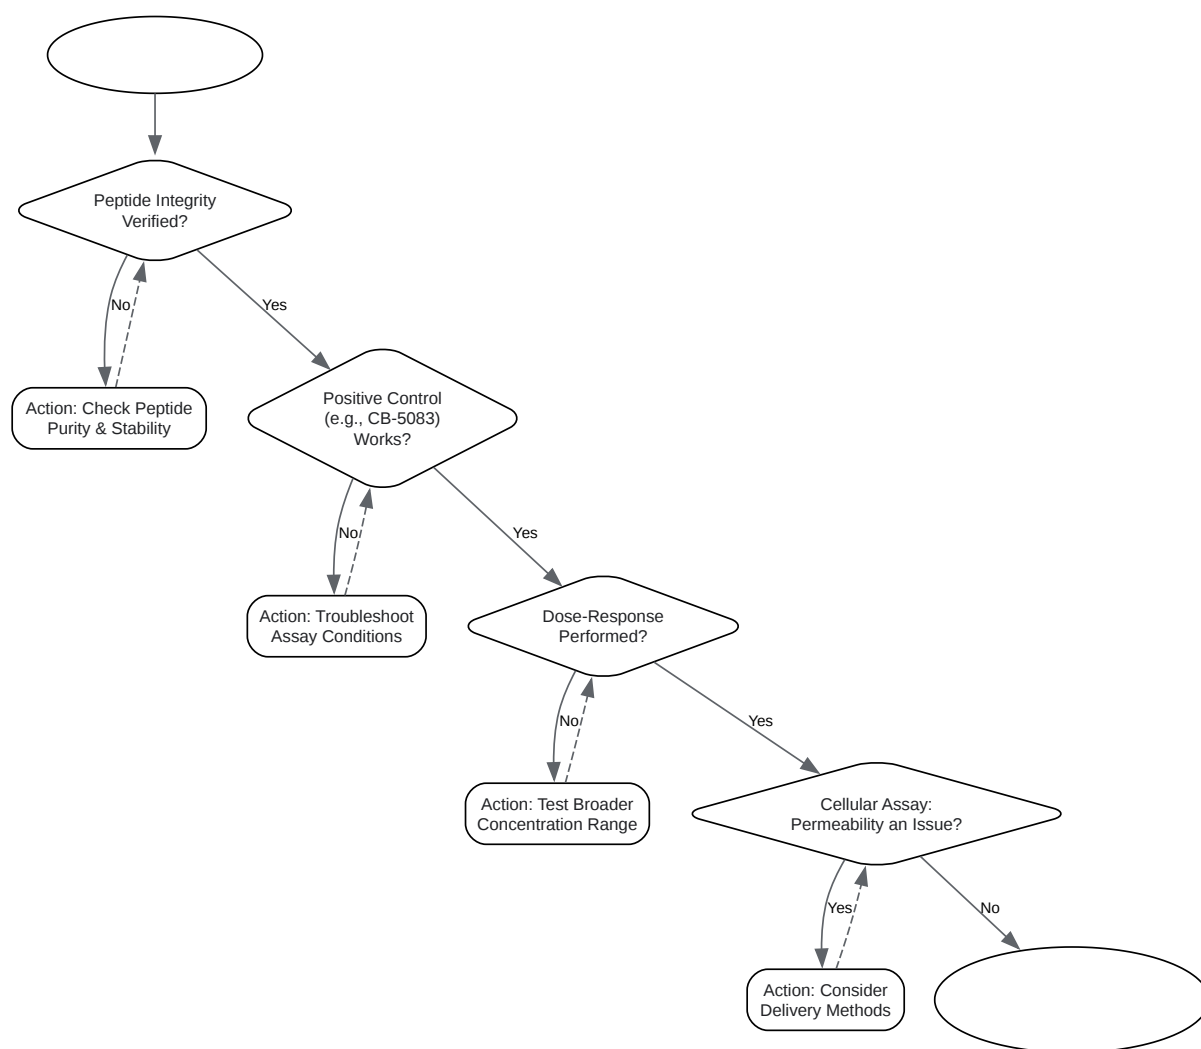 Peptide Integrity
Verified?
No
Yes
Action: Check Peptide
Purity & Stability
Positive Control
(e.g., CB-5083)
Works?
No
Yes
Action: Troubleshoot
Assay Conditions
Dose-Response
Performed?
No
Yes
Action: Test Broader
Concentration Range
Cellular Assay:
Permeability an Issue?
Yes
No
Action: Consider
Delivery Methods